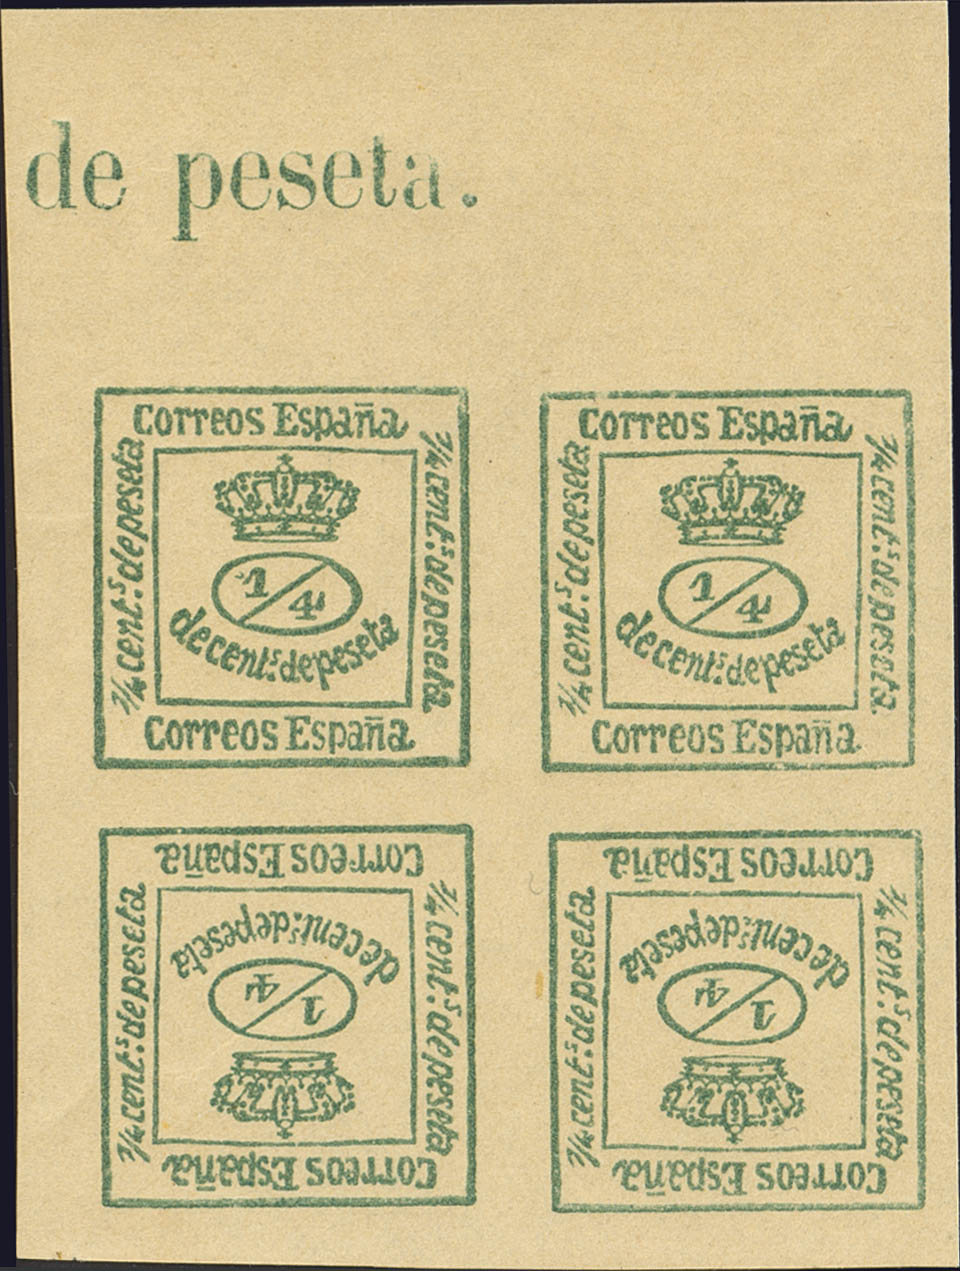 de peseta.
Correos España
¼ cent.s de peseta
¼ cent.s de peseta
1/4
de cent.s de peseta
Correos España
Correos España
¼ cent.s de peseta
¼ cent.s de peseta
1/4
de cent.s de peseta
Correos España
Correos España
¼ cent.s de peseta
¼ cent.s de peseta
de cent.s de peseta
1/4
Correos España
Correos España
¼ cent.s de peseta
¼ cent.s de peseta
de cent.s de peseta
1/4
Correos España